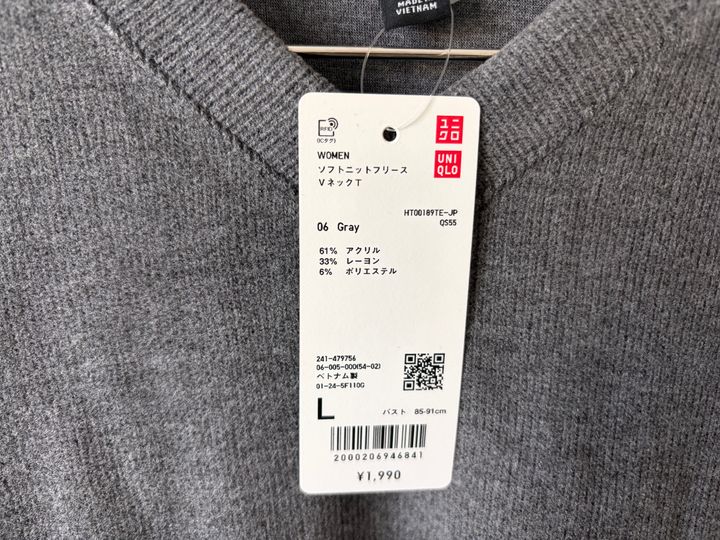 MADE IN
VIETNAM
RFID
(ICタグ)
ユニ
クロ
UNI
QLO
WOMEN
ソフトニットフリース
VネックT
HT00189TE-JP
QS55
06 Gray
61% アクリル
33% レーヨン
6% ポリエステル
241-479756
06-005-000(54-02)
ベトナム製
01-24-5F110G
L
バスト 85-91cm
2000206946841
¥1,990